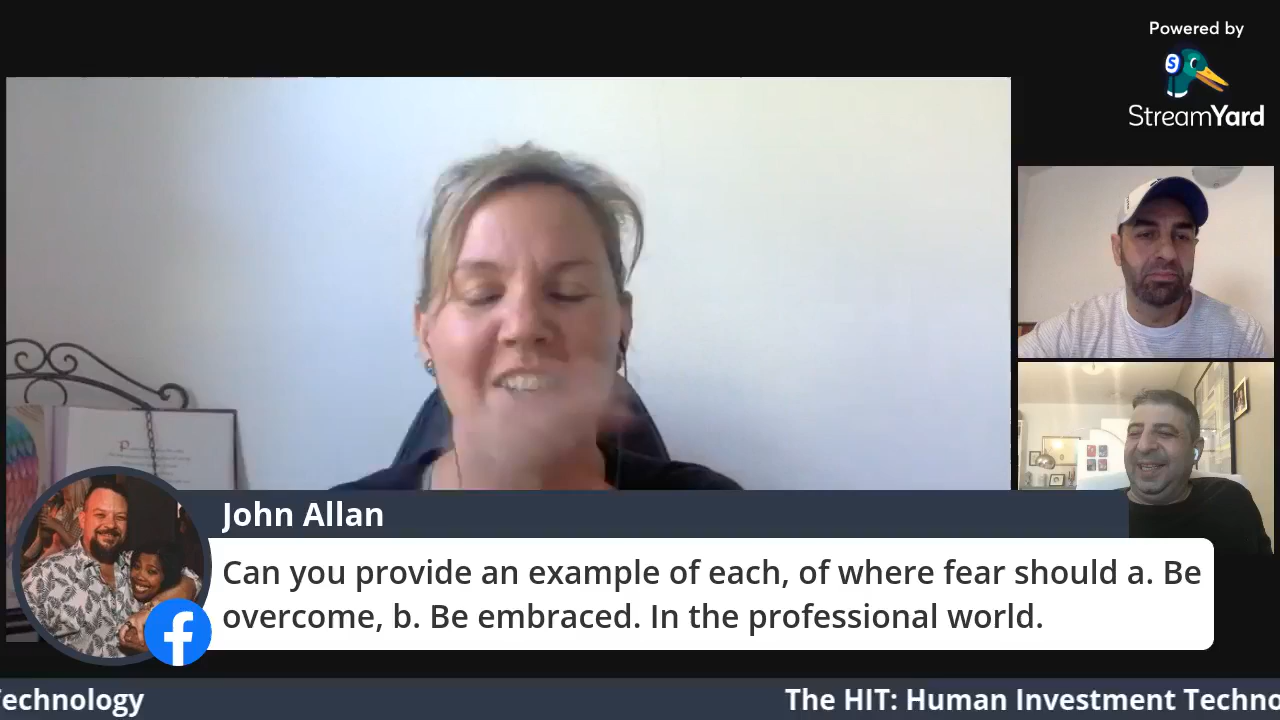 Powered by
StreamYard
John Allan
Can you provide an example of each, of where fear should a. Be
overcome, b. Be embraced. In the professional world.
echnology
The HIT: Human Investment Techno